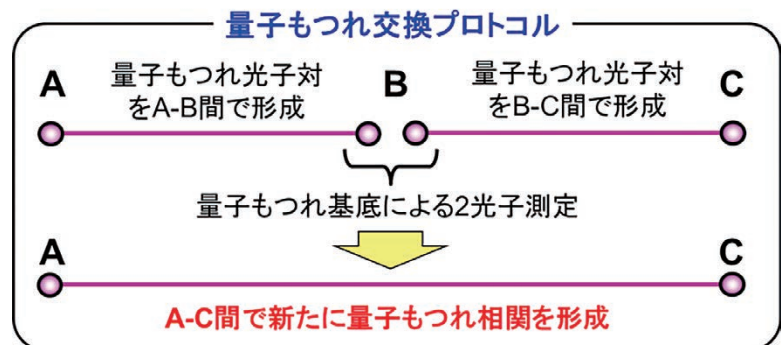 量子もつれ交換プロトコル
A
量子もつれ光子対
をA-B間で形成
B
量子もつれ光子対
をB-C間で形成
C
量子もつれ基底による2光子測定
A
C
A-C間で新たに量子もつれ相関を形成